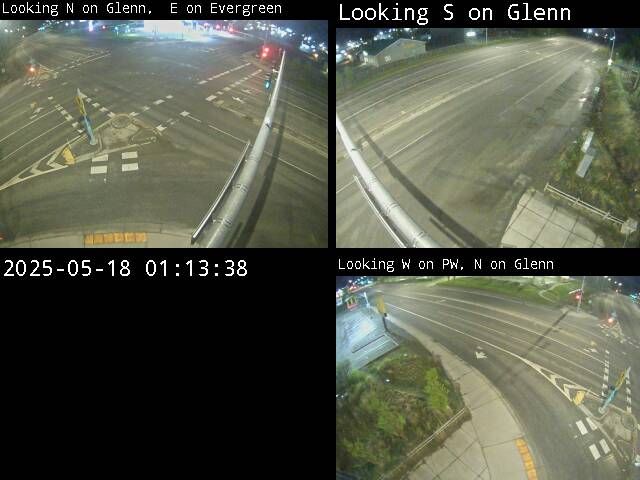 Looking N on Glenn,  E on Evergreen
Looking S on Glenn
2025-05-18 01:13:38
Looking W on PW, N on Glenn